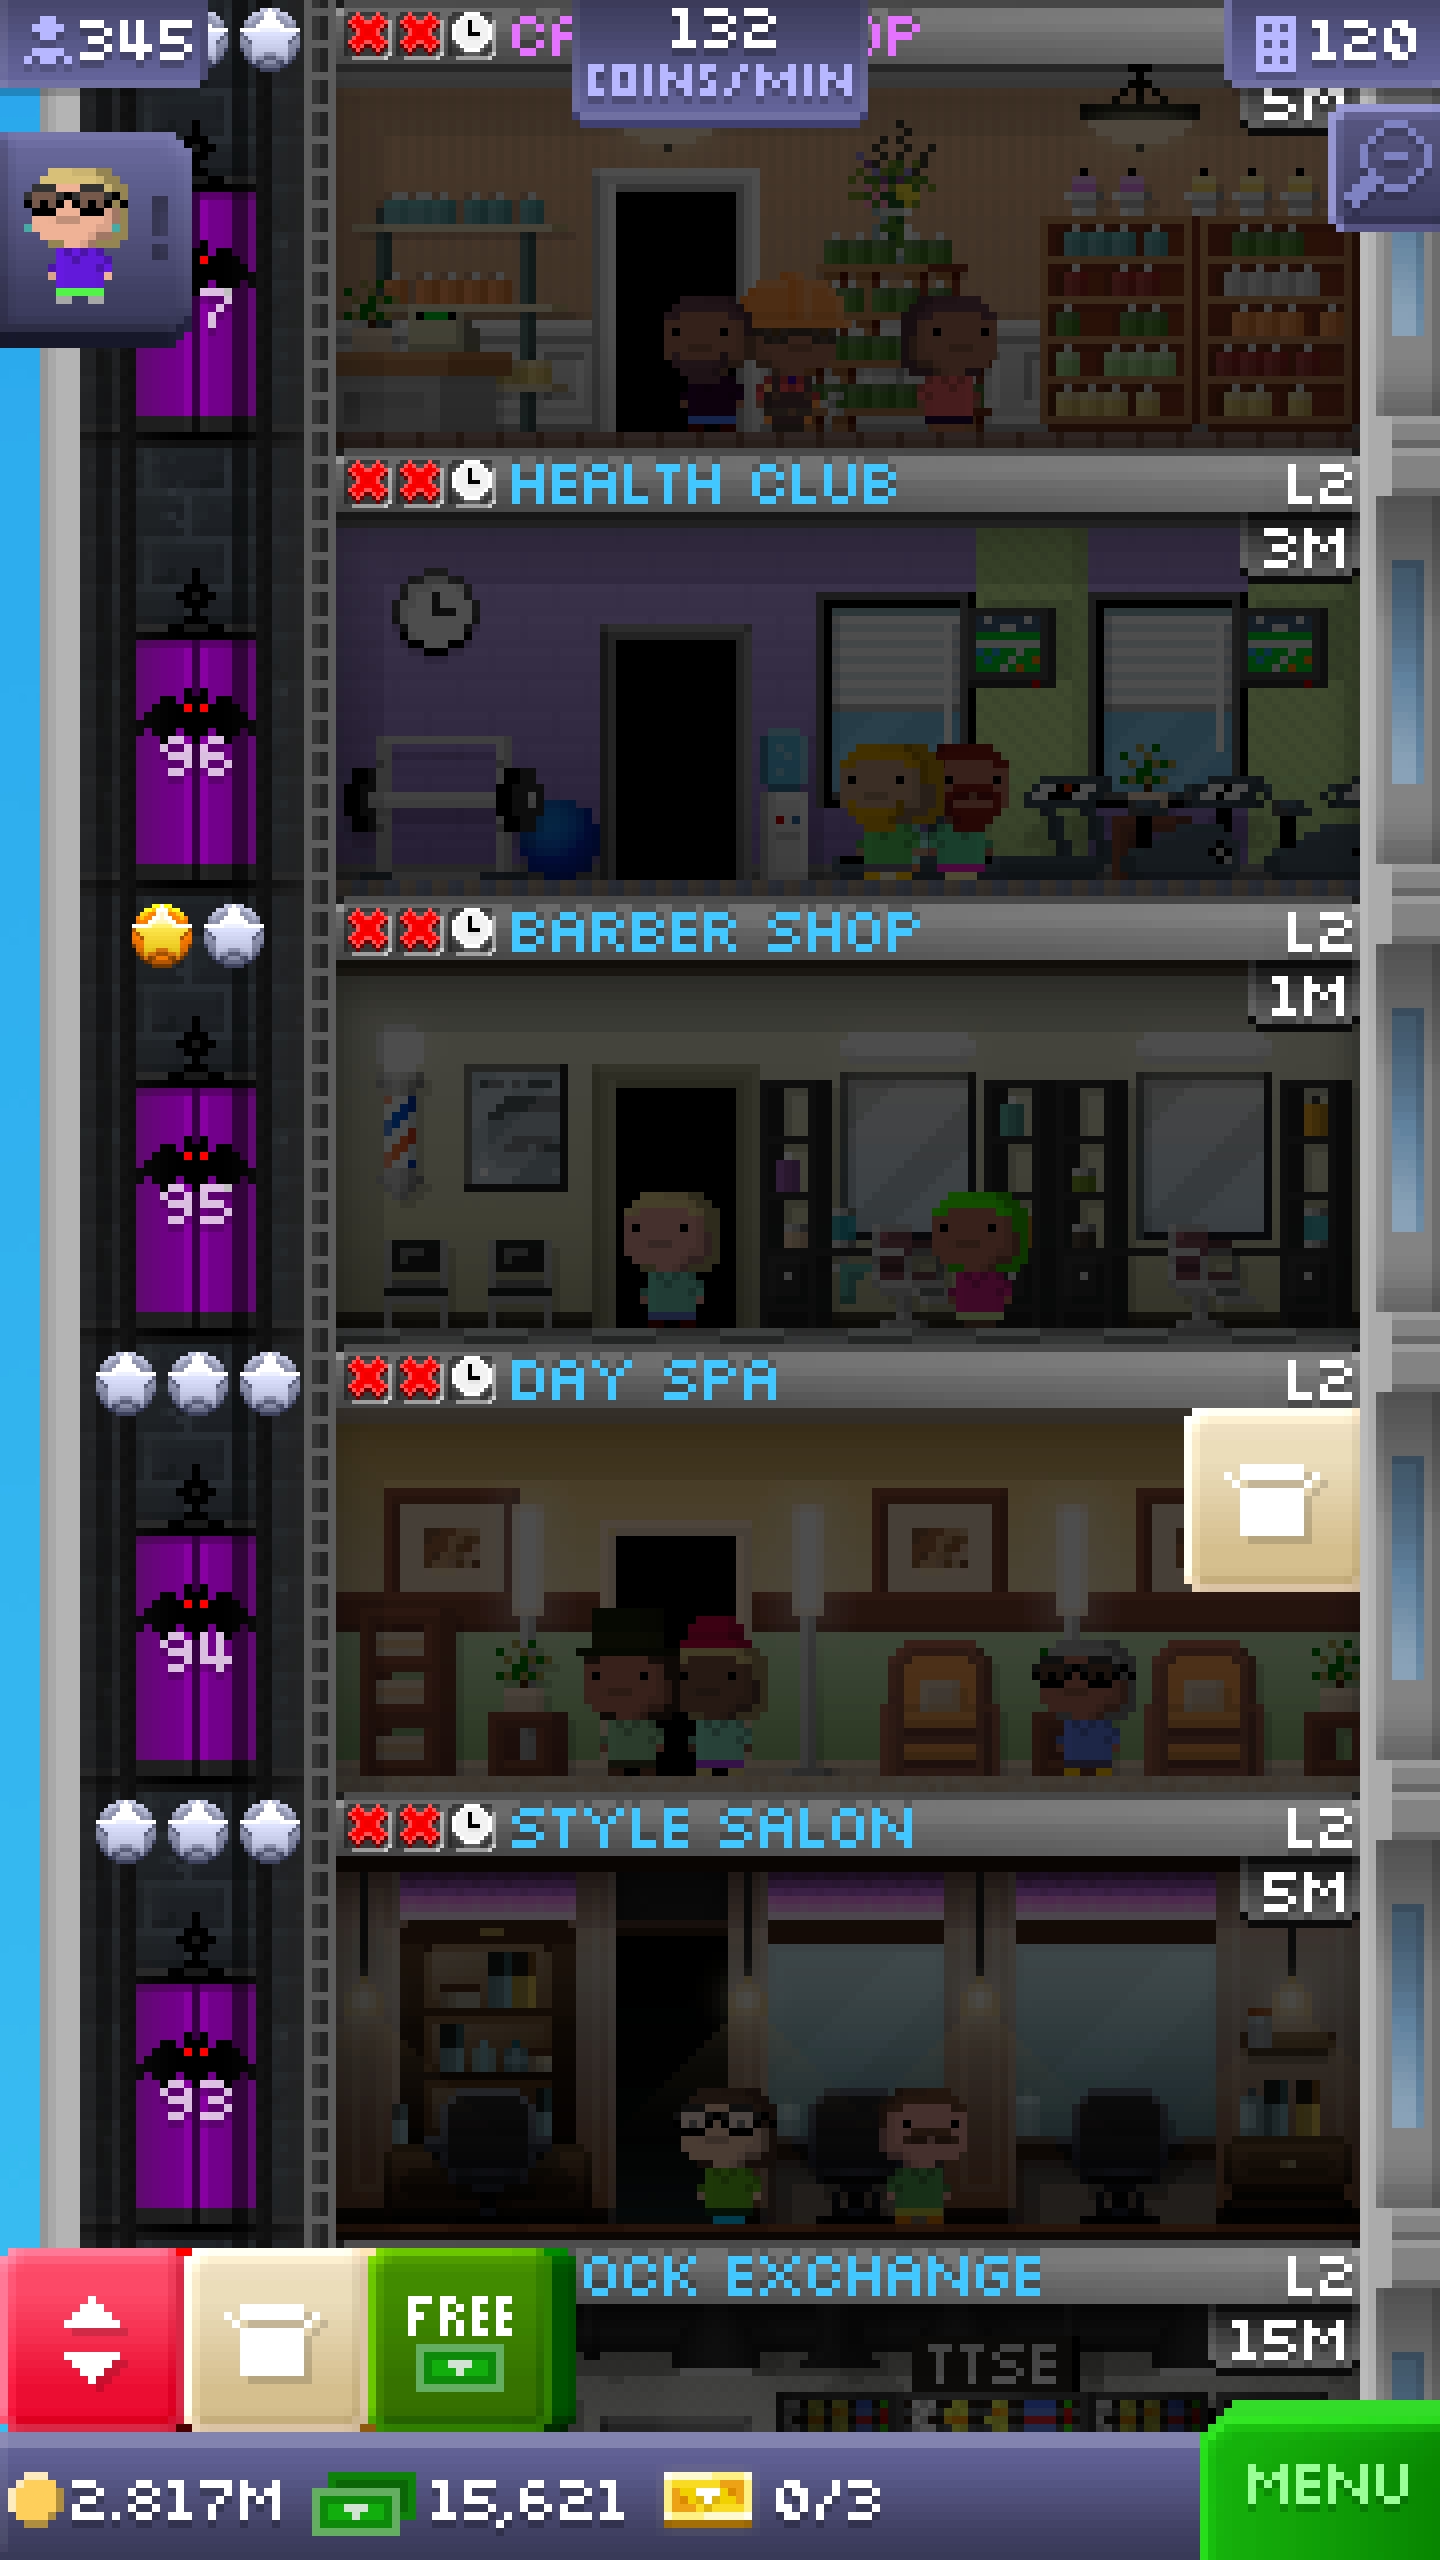 345
132
COINS/MIN
120
5M
7
HEALTH CLUB
L2
3M
96
BARBER SHOP
L2
1M
95
DAY SPA
L2
94
STYLE SALON
L2
5M
93
OCK EXCHANGE
L2
FREE
15M
TTSE
2.817M
15,621
0/3
MENU